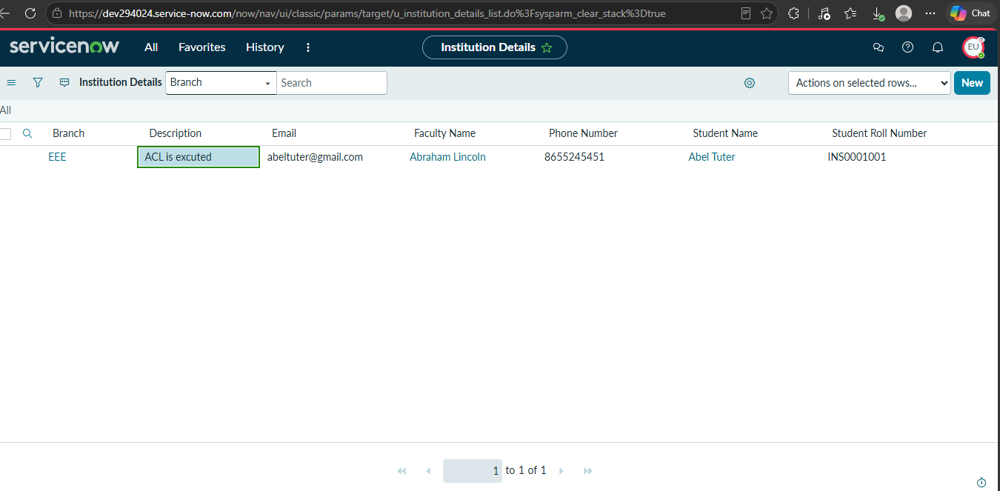 https://dev294024.service-now.com/now/nav/ui/classic/params/target/u_institution_details_list.do%3Fsysparm_clear_stack%3Dtrue
Chat
servicenow All Favorites History Institution Details EU
Institution Details Branch Search Actions on selected rows... New
All
Branch Description Email Faculty Name Phone Number Student Name Student Roll Number
EEE ACL is excuted abeltuter@gmail.com Abraham Lincoln 8655245451 Abel Tuter INS0001001
1 to 1 of 1